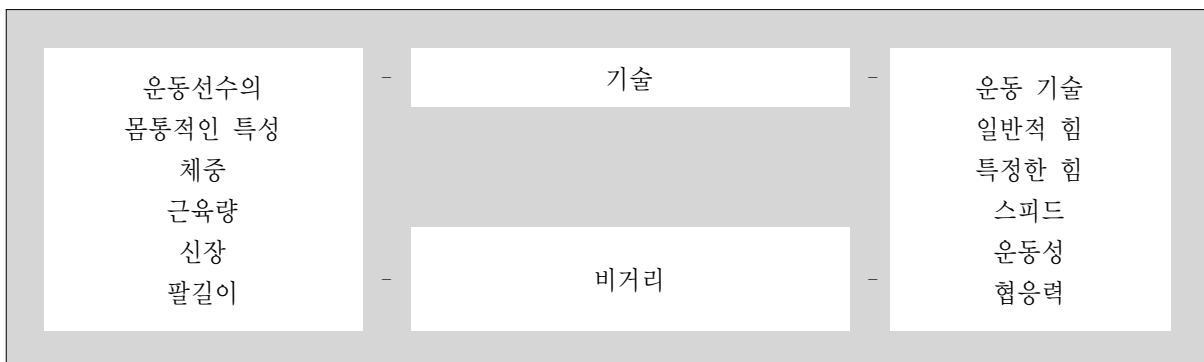 운동선수의
몸통적인 특성
체중
근육량
신장
팔길이
- 기술 -
- 비거리 -
운동 기술
일반적 힘
특정한 힘
스피드
운동성
협응력